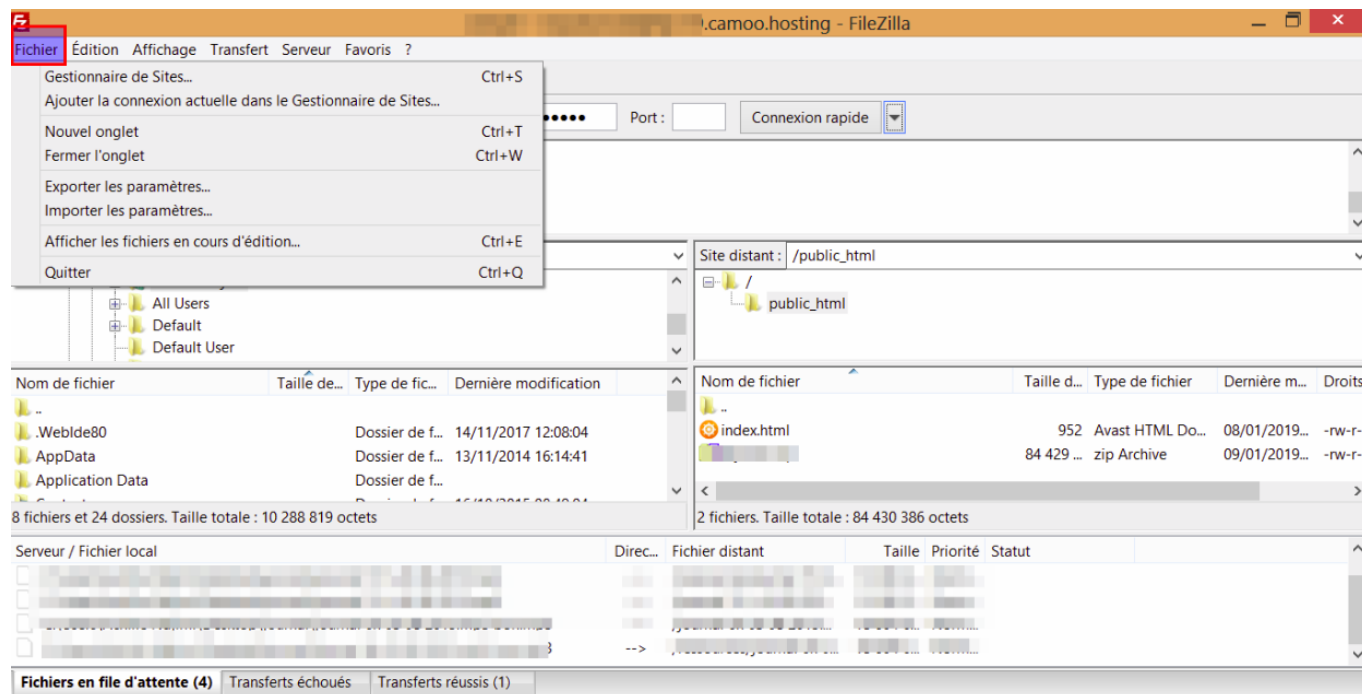 .camoo.hosting - FileZilla
Fichier Édition Affichage Transfert Serveur Favoris ?
Gestionnaire de Sites... Ctrl+S
Ajouter la connexion actuelle dans le Gestionnaire de Sites...
Port : Connexion rapide
Nouvel onglet Ctrl+T
Fermer l'onglet Ctrl+W
Exporter les paramètres...
Importer les paramètres...
Afficher les fichiers en cours d'édition... Ctrl+E
Quitter Ctrl+Q
Site distant : /public_html
/
public_html
All Users
Default
Default User
Nom de fichier Taille de... Type de fic... Dernière modification
..
.WebIde80 Dossier de f... 14/11/2017 12:08:04
AppData Dossier de f... 13/11/2014 16:14:41
Application Data Dossier de f...
8 fichiers et 24 dossiers. Taille totale : 10 288 819 octets
Nom de fichier Taille d... Type de fichier Dernière m... Droits
..
index.html 952 Avast HTML Do... 08/01/2019... -rw-r-
84 429 ... zip Archive 09/01/2019... -rw-r-
2 fichiers. Taille totale : 84 430 386 octets
Serveur / Fichier local Direc... Fichier distant Taille Priorité Statut
-->
Fichiers en file d'attente (4) Transferts échoués Transferts réussis (1)